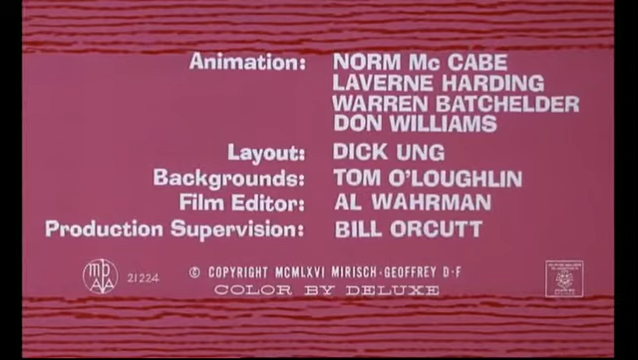 Animation: NORM Mc CABE
LAVERNE HARDING
WARREN BATCHELDER
DON WILLIAMS
Layout: DICK UNG
Backgrounds: TOM O'LOUGHLIN
Film Editor: AL WAHRMAN
Production Supervision: BILL ORCUTT
21224 © COPYRIGHT MCMLXVI MIRISCH-GEOFFREY D-F
COLOR BY DELUXE